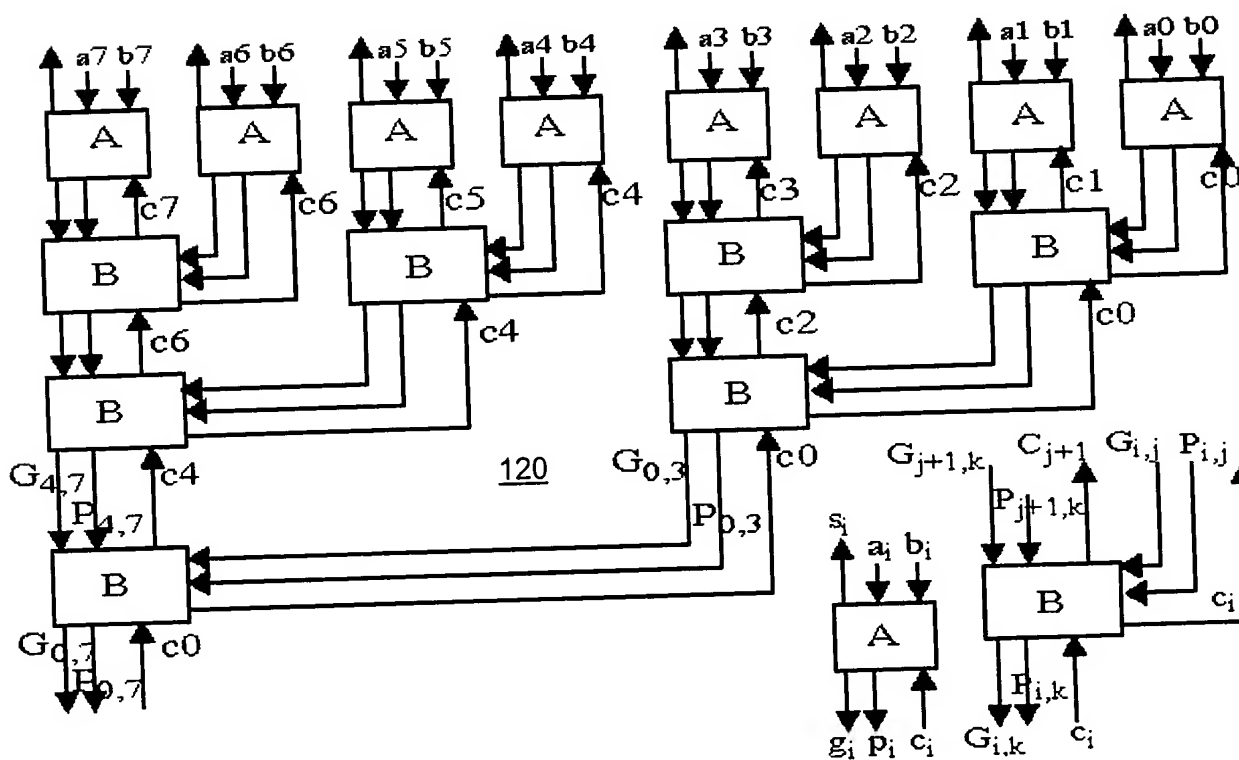 a7 b7 a6 b6 a5 b5 a4 b4 a3 b3 a2 b2 a1 b1 a0 b0
A A A A A A A A
c7 c6 c5 c4 c3 c2 c1 c0
B B B B
c6 c4 c2 c0
B B
G4,7 P4,7 c4 120 G0,3 P0,3 c0
B
G0,7 P0,7 c0
si ai bi
A
gi pi ci
Gj+1,k Pj+1,k Cj+1 Gi,j Pi,j
B
ci
Gi,k Pi,k ci